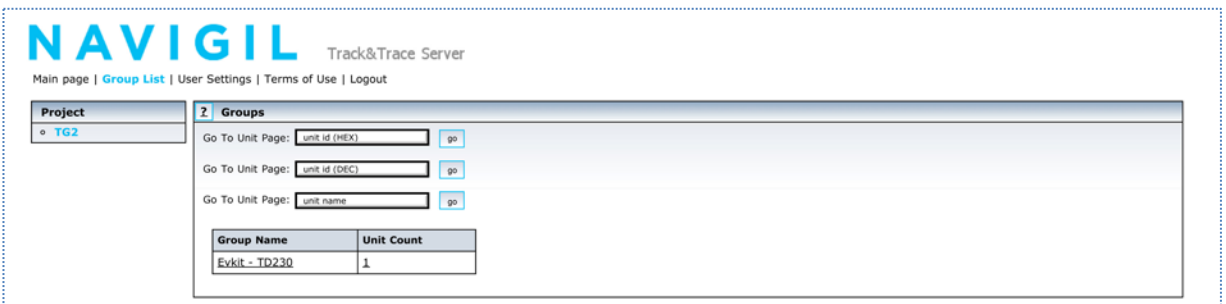 NAVIGIL Track&Trace Server
Main page | Group List | User Settings | Terms of Use | Logout
Project
TG2
? Groups
Go To Unit Page: unit id (HEX) go
Go To Unit Page: unit id (DEC) go
Go To Unit Page: unit name go
Group Name Unit Count
Evkit - TD230 1